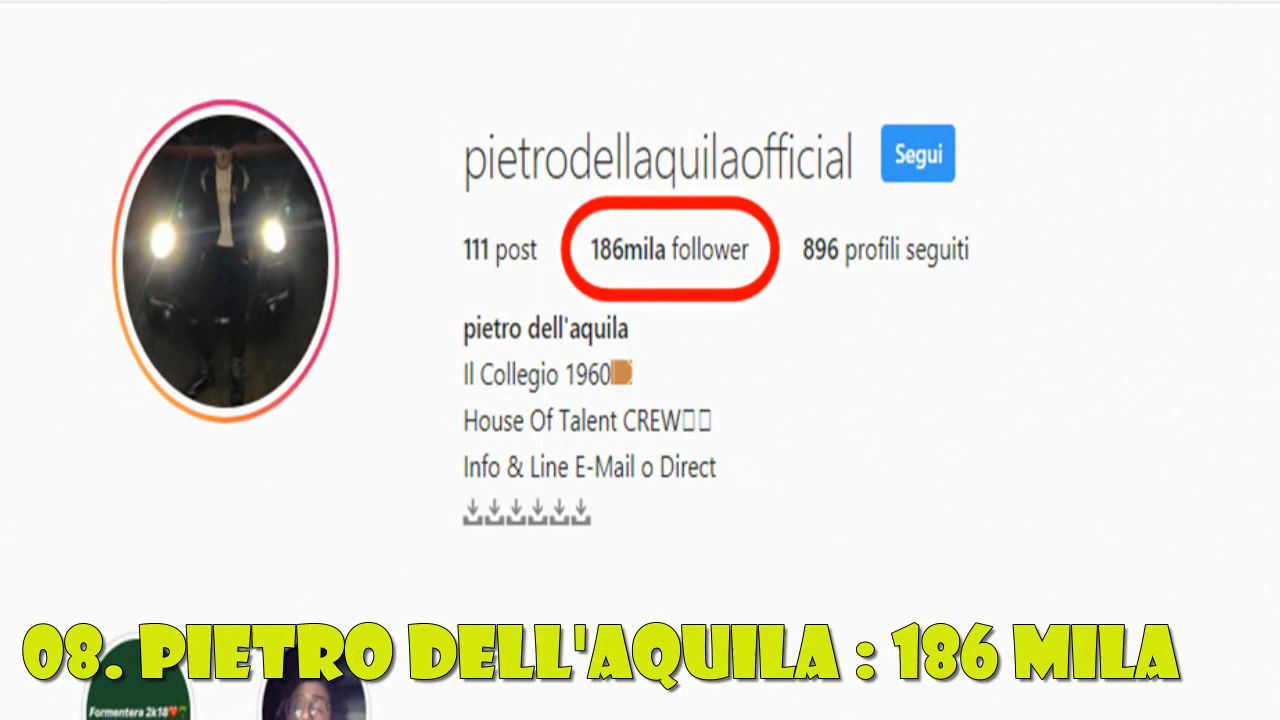 pietrodellaquilaofficial Segui
111 post 186mila follower 896 profili seguiti
pietro dell'aquila
Il Collegio 1960
House Of Talent CREW
Info & Line E-Mail o Direct
08. PIETRO DELL'AQUILA : 186 MILA
Formentera 2k18